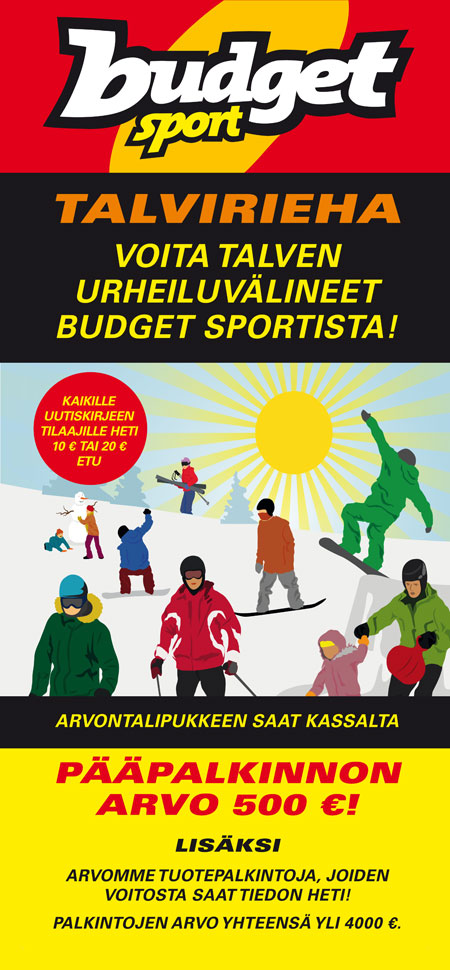 budget
sport
TALVIRIEHA
VOITA TALVEN
URHEILUVÄLINEET
BUDGET SPORTISTA!
KAIKILLE
UUTISKIRJEEN
TILAAJILLE HETI
10 € TAI 20 €
ETU
ARVONTALIPUKKEEN SAAT KASSALTA
PÄÄPALKINNON
ARVO 500 €!
LISÄKSI
ARVOMME TUOTEPALKINTOJA, JOIDEN
VOITOSTA SAAT TIEDON HETI!
PALKINTOJEN ARVO YHTEENSÄ YLI 4000 €.